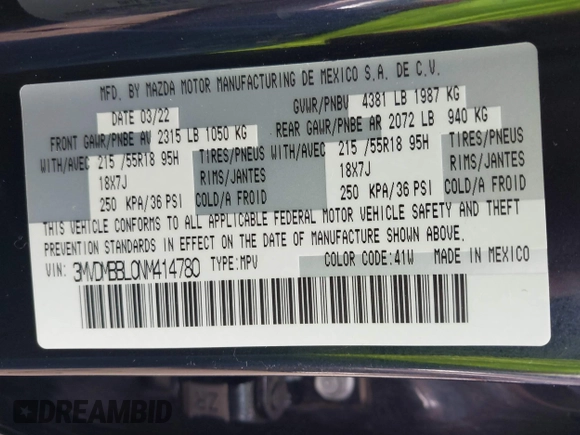 MFD. BY MAZDA MOTOR MANUFACTURING DE MEXICO S.A. DE C.V.
DATE 03/22 GVWR/PNBV 4381 LB 1987 KG
FRONT GAWR/PNBE AV 2315 LB 1050 KG REAR GAWR/PNBE AR 2072 LB 940 KG
WITH/AVEC 215 /55R18 95H TIRES/PNEUS WITH/AVEC 215 /55R18 95H TIRES/PNEUS
18X7J RIMS/JANTES 18X7J RIMS/JANTES
250 KPA/36 PSI COLD/A FROID 250 KPA/36 PSI COLD/A FROID
THIS VEHICLE CONFORMS TO ALL APPLICABLE FEDERAL MOTOR VEHICLE SAFETY AND THEFT
PREVENTION STANDARDS IN EFFECT ON THE DATE OF MANUFACTURE SHOWN ABOVE.
VIN: 3MVDMBBL0NM414780 TYPE:MPV COLOR CODE:41W MADE IN MEXICO
DREAMBID